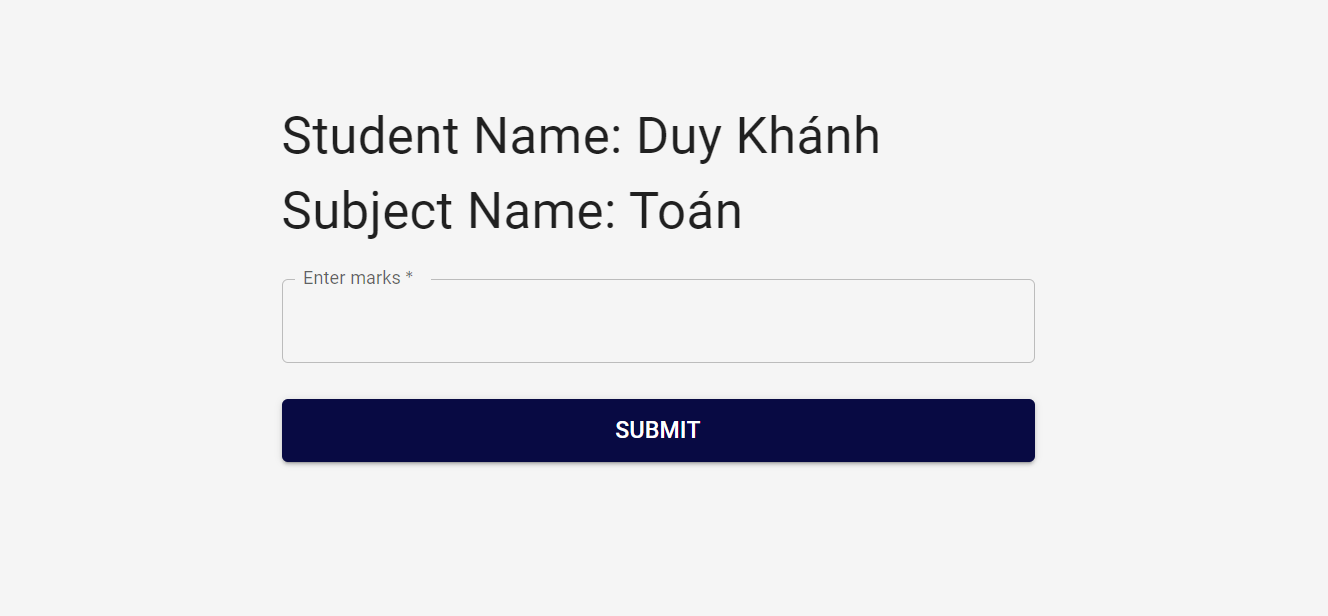 Student Name: Duy Khánh
Subject Name: Toán
Enter marks *
SUBMIT